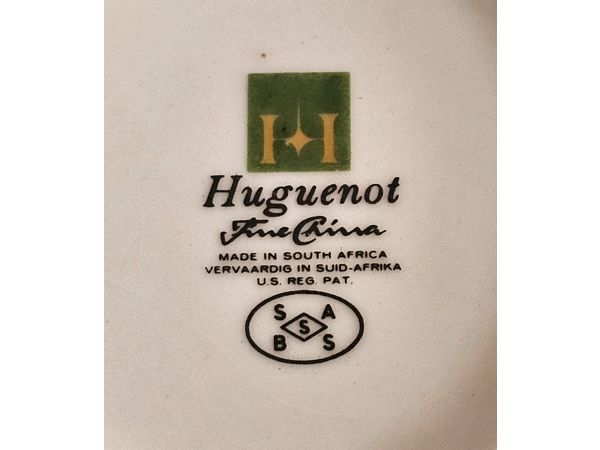 H
Huguenot
Fine China
MADE IN SOUTH AFRICA
VERVAARDIG IN SUID-AFRIKA
U.S. REG. PAT.
S A
S
B S